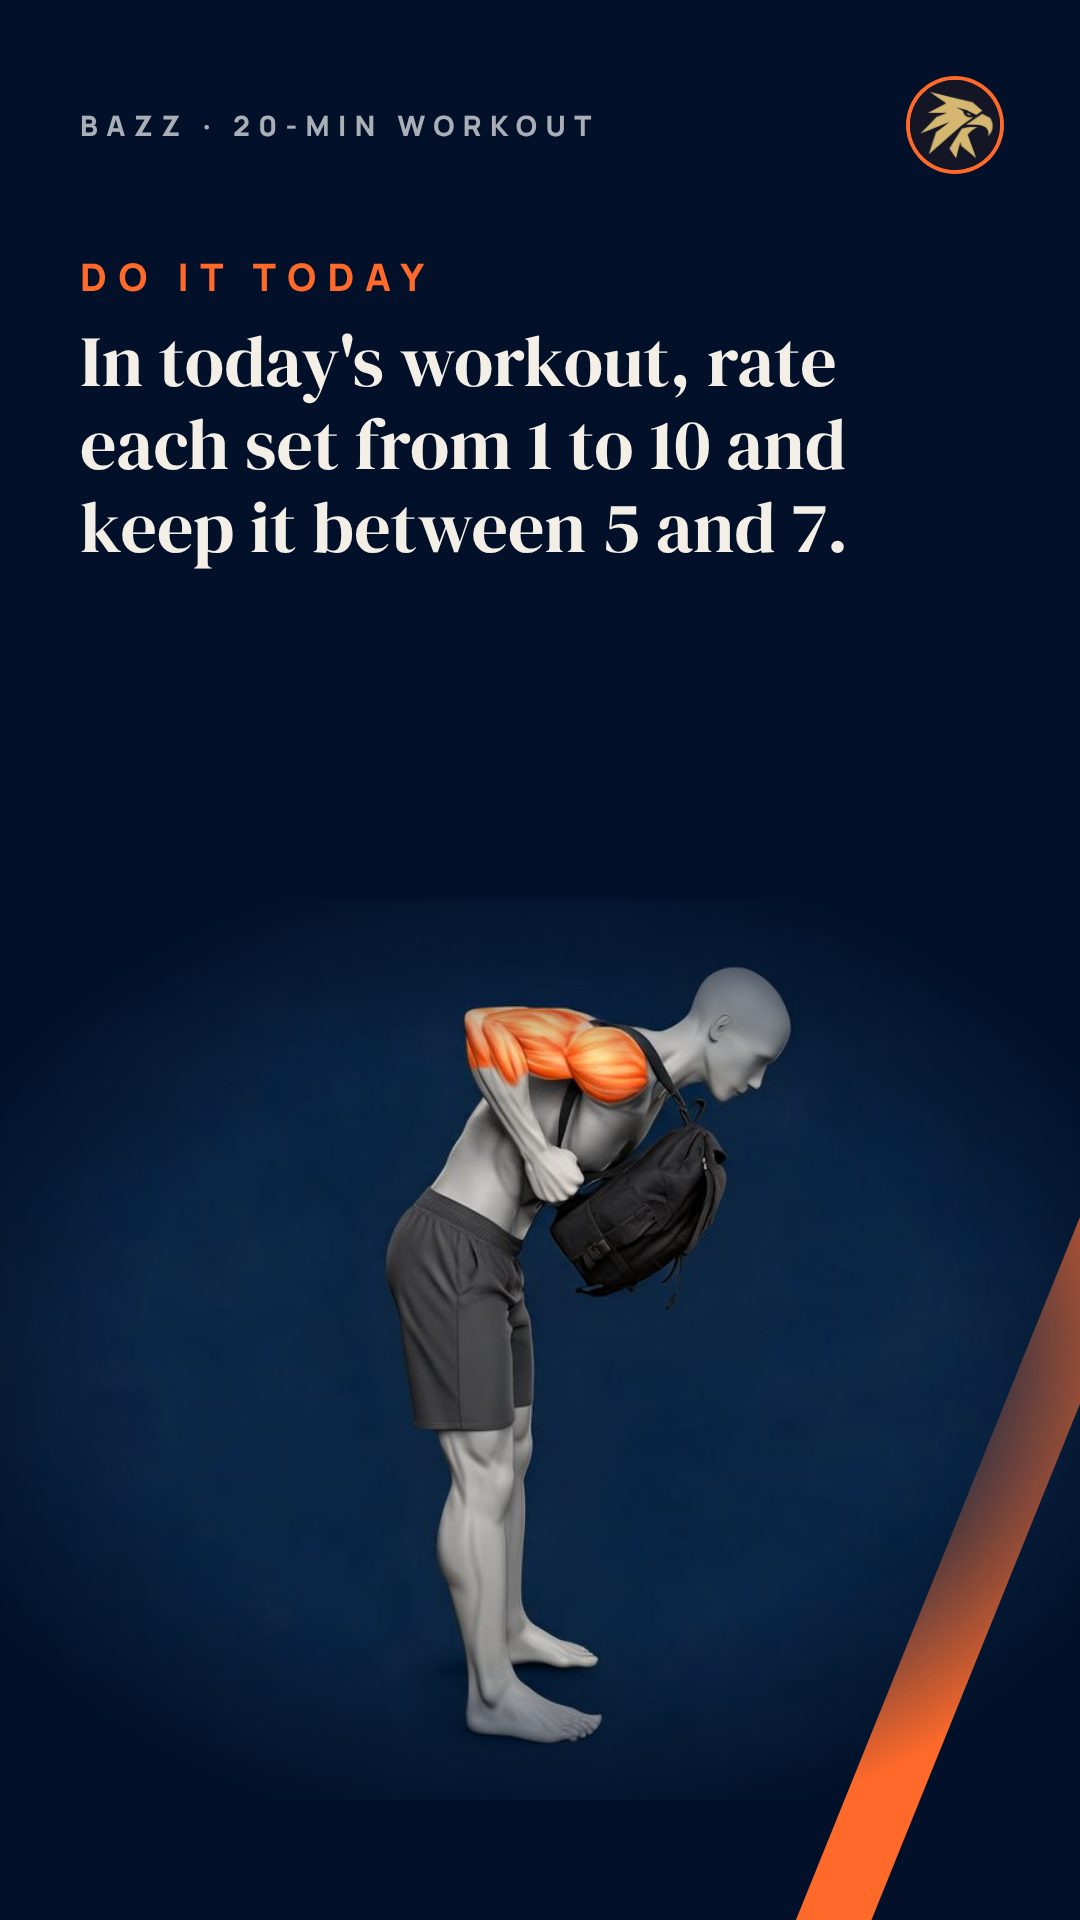 BAZZ · 20-MIN WORKOUT
DO IT TODAY
In today's workout, rate
each set from 1 to 10 and
keep it between 5 and 7.